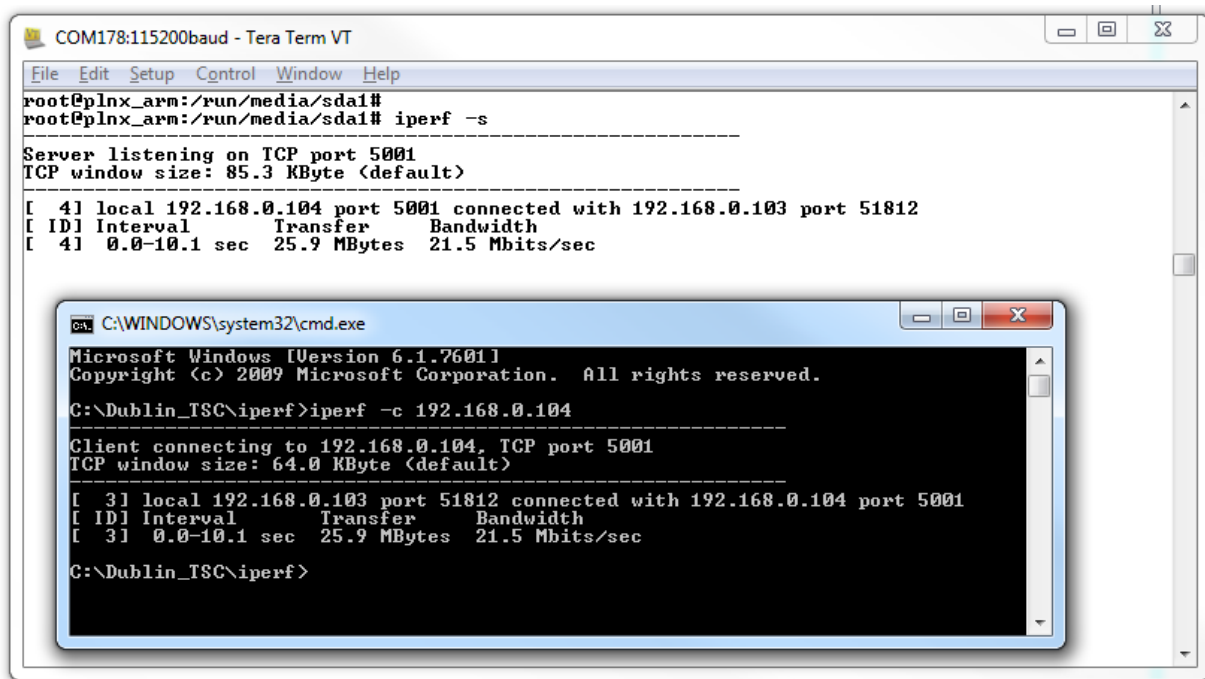 COM178:115200baud - Tera Term VT
File Edit Setup Control Window Help
root@plnx_arm:/run/media/sda1#
root@plnx_arm:/run/media/sda1# iperf -s
------------------------------------------------------------
Server listening on TCP port 5001
TCP window size: 85.3 KByte (default)
------------------------------------------------------------
[  4] local 192.168.0.104 port 5001 connected with 192.168.0.103 port 51812
[ ID] Interval       Transfer     Bandwidth
[  4]  0.0-10.1 sec  25.9 MBytes  21.5 Mbits/sec
C:\WINDOWS\system32\cmd.exe
Microsoft Windows [Version 6.1.7601]
Copyright (c) 2009 Microsoft Corporation.  All rights reserved.
C:\Dublin_TSC\iperf>iperf -c 192.168.0.104
------------------------------------------------------------
Client connecting to 192.168.0.104, TCP port 5001
TCP window size: 64.0 KByte (default)
------------------------------------------------------------
[  3] local 192.168.0.103 port 51812 connected with 192.168.0.104 port 5001
[ ID] Interval       Transfer     Bandwidth
[  3]  0.0-10.1 sec  25.9 MBytes  21.5 Mbits/sec
C:\Dublin_TSC\iperf>